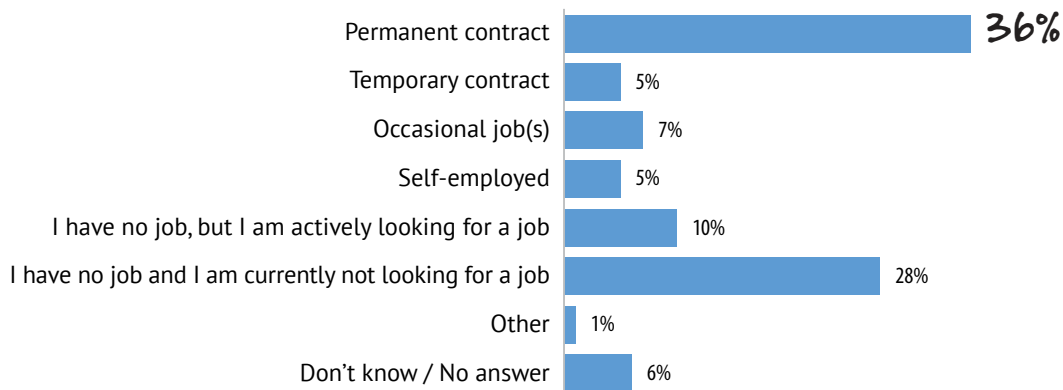 Permanent contract 36%
Temporary contract 5%
Occasional job(s) 7%
Self-employed 5%
I have no job, but I am actively looking for a job 10%
I have no job and I am currently not looking for a job 28%
Other 1%
Don’t know / No answer 6%